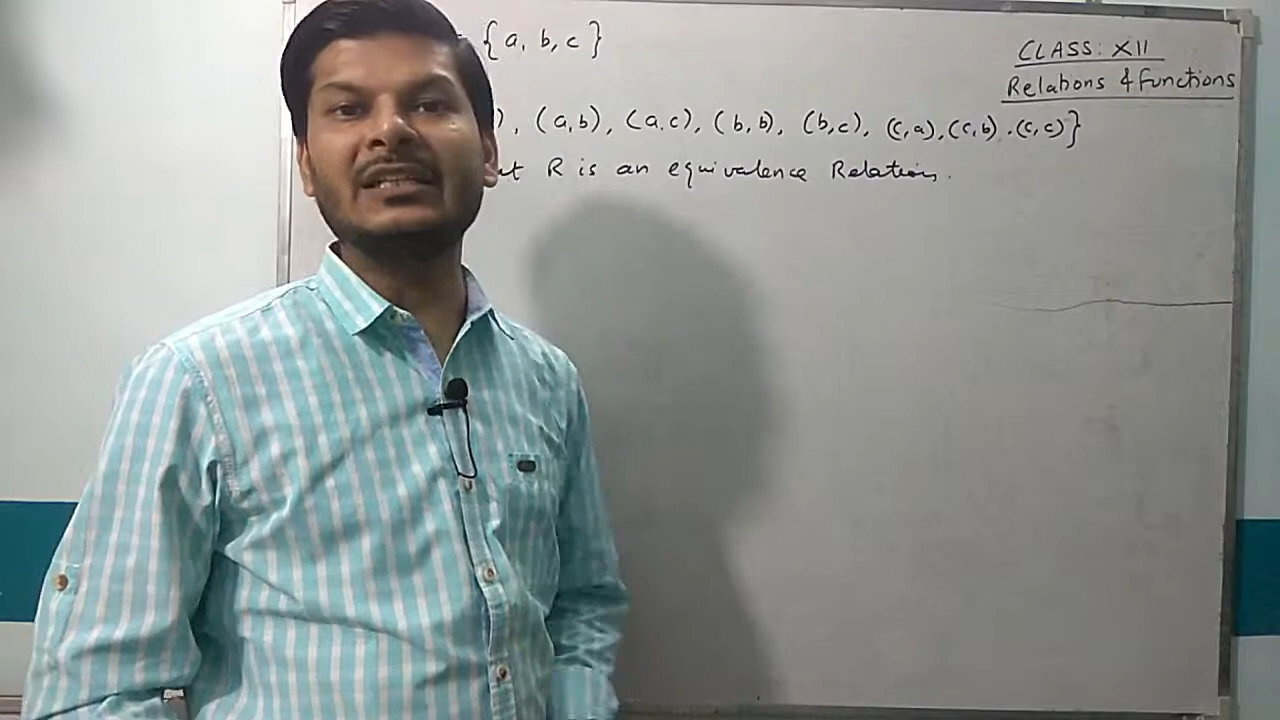 {a, b, c}
CLASS: XII
Relations & functions
), (a,b), (a,c), (b,b), (b,c), (c,a), (c,b), (c,c)}
R is an equivalence Relation.